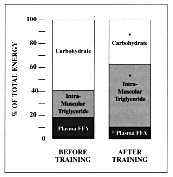 100
80
60
40
20
0
% OF TOTAL ENERGY
Carbohydrate
Intra-
Muscular
Triglyceride
Plasma FFA
BEFORE
TRAINING
*
Carbohydrate
*
Intra-
Muscular
Triglyceride
* Plasma FFA
AFTER
TRAINING